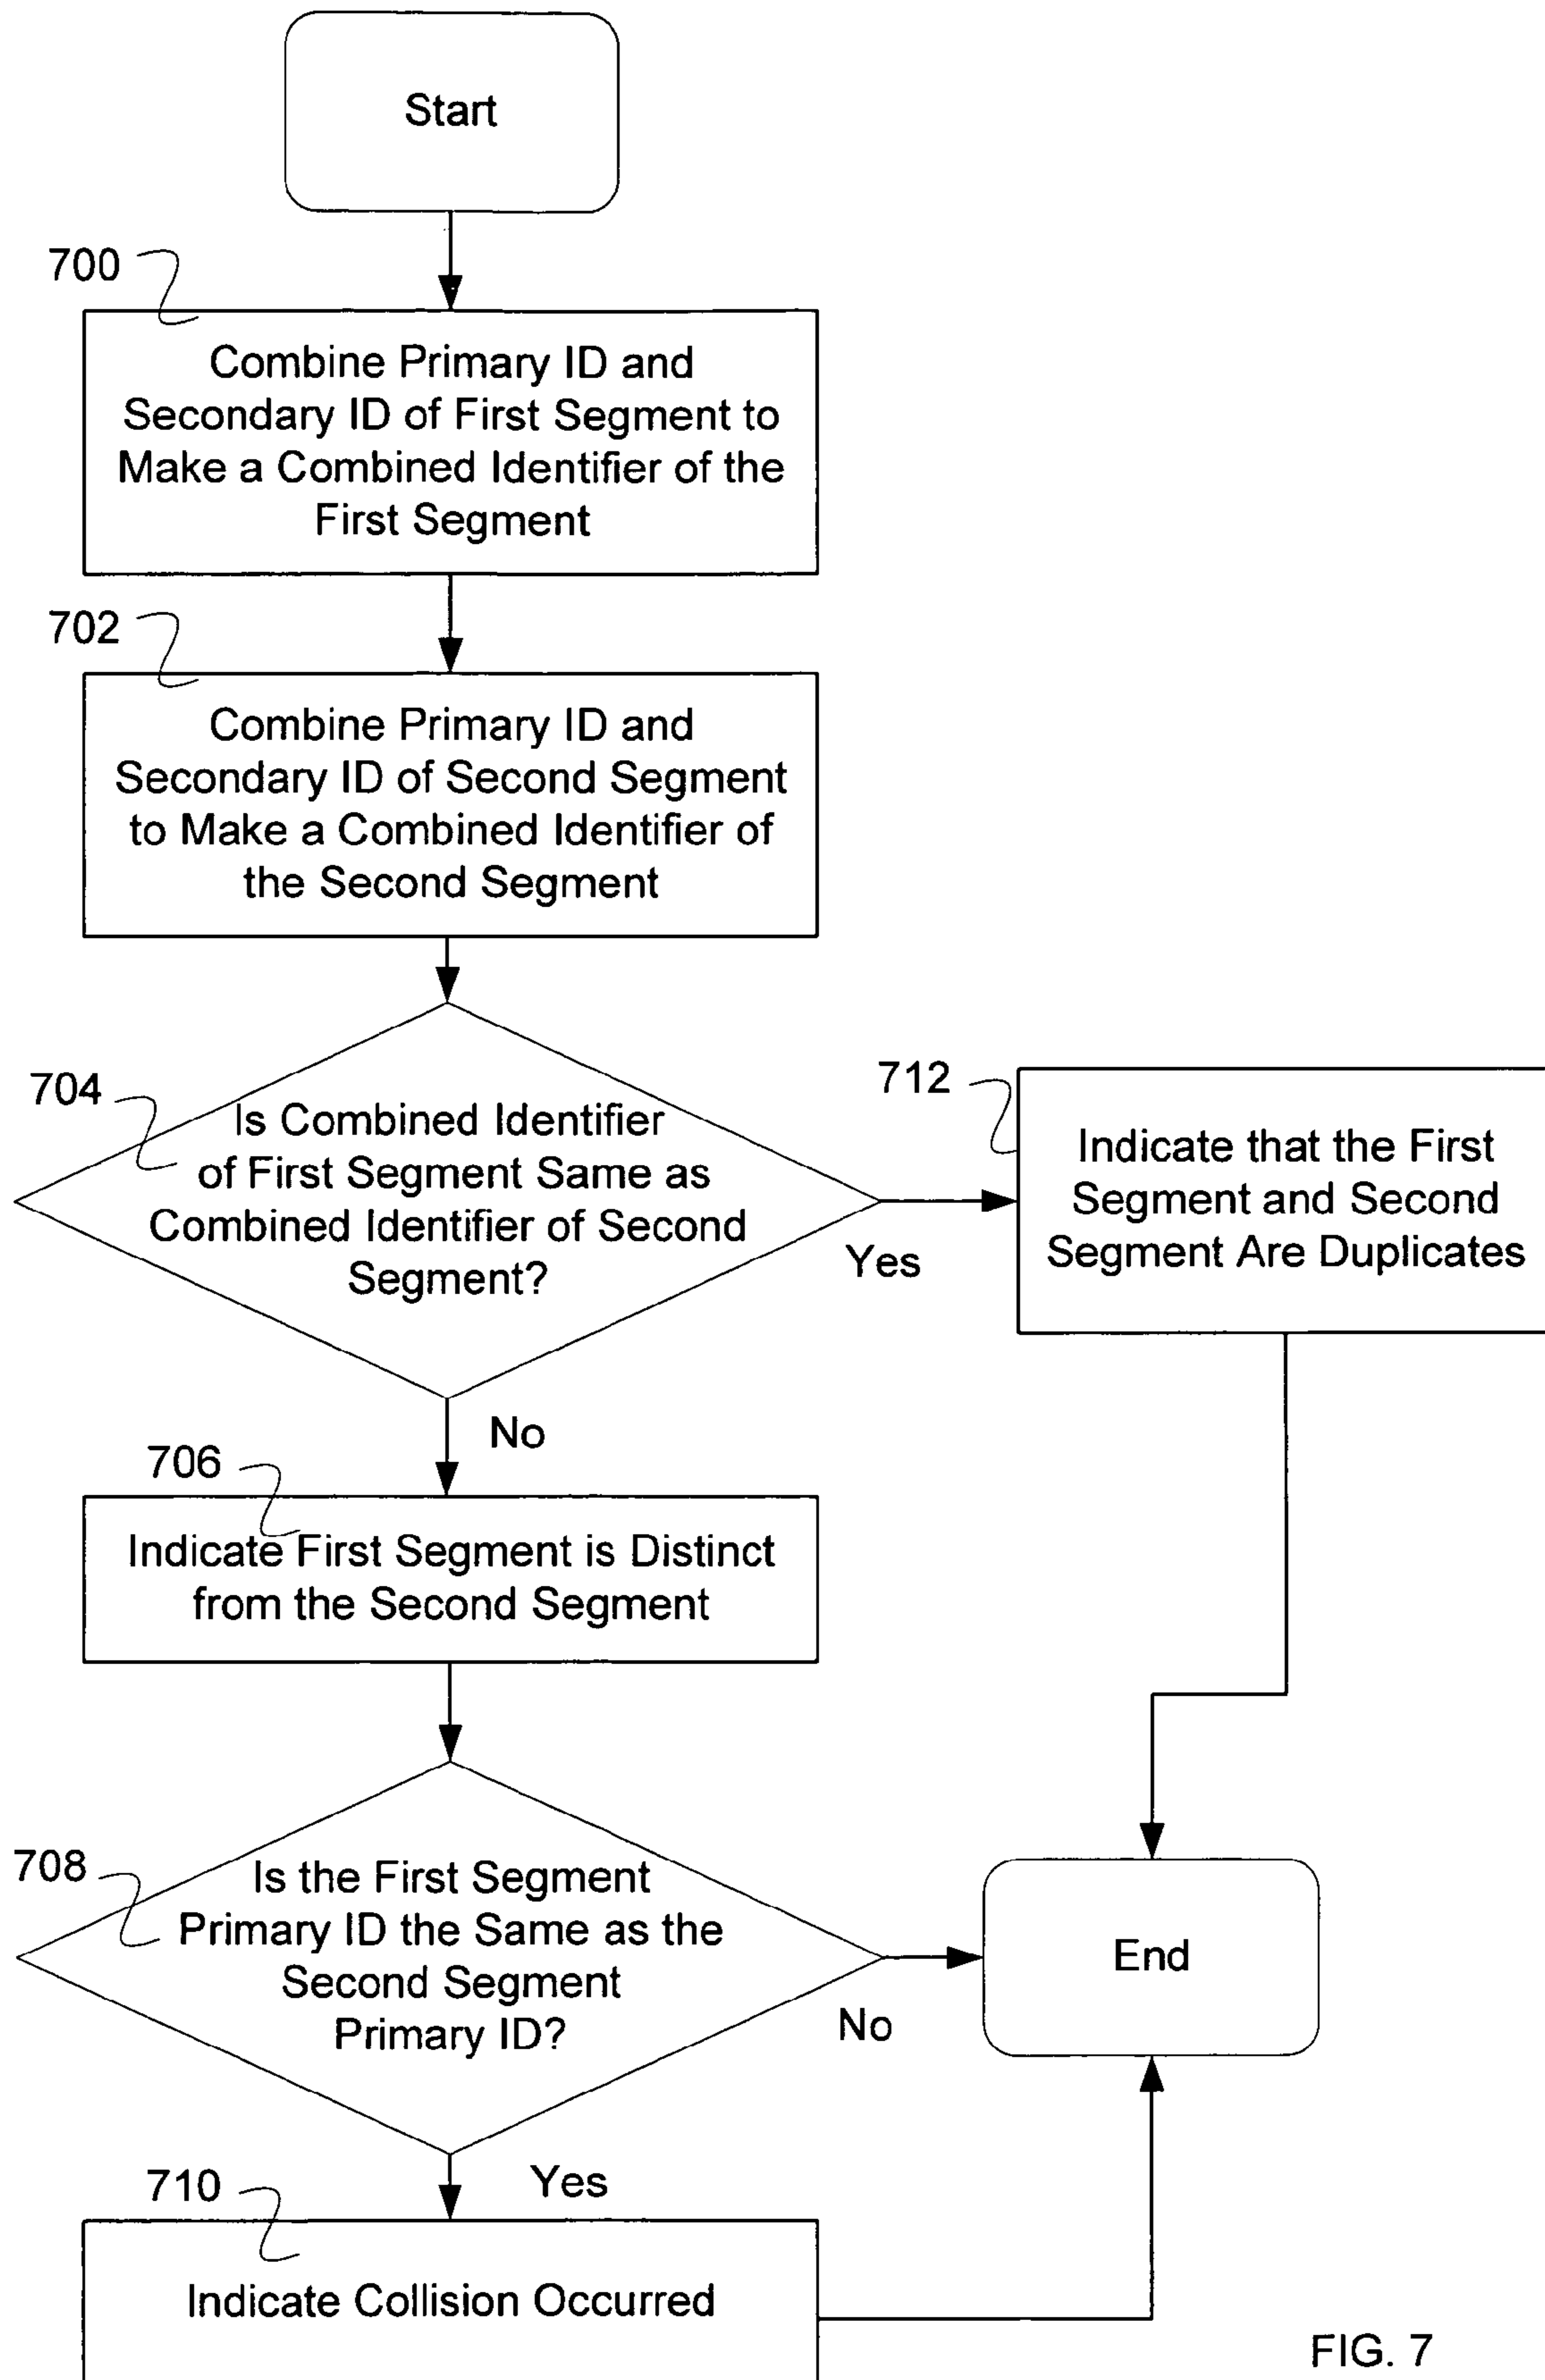 Start
700
Combine Primary ID and
Secondary ID of First Segment to
Make a Combined Identifier of the
First Segment
702
Combine Primary ID and
Secondary ID of Second Segment
to Make a Combined Identifier of
the Second Segment
704
Is Combined Identifier
of First Segment Same as
Combined Identifier of Second
Segment?
Yes
712
Indicate that the First
Segment and Second
Segment Are Duplicates
No
706
Indicate First Segment is Distinct
from the Second Segment
708
Is the First Segment
Primary ID the Same as the
Second Segment
Primary ID?
No
End
Yes
710
Indicate Collision Occurred
FIG. 7